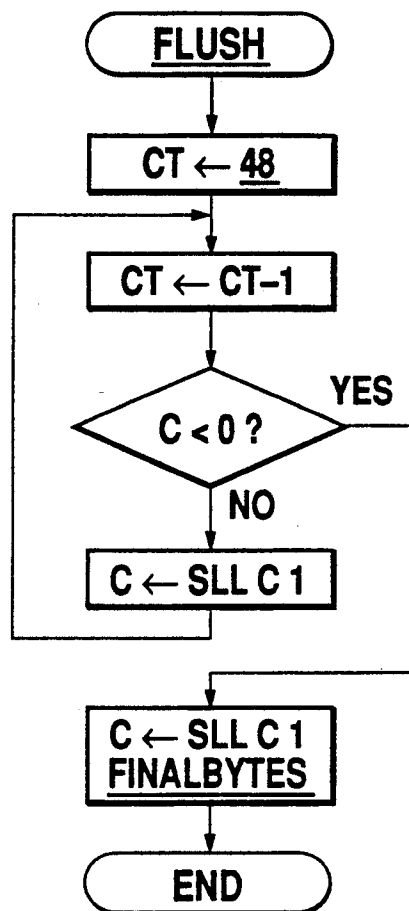 FLUSH
CT ← 48
CT ← CT–1
C < 0 ?
YES
NO
C ← SLL C 1
C ← SLL C 1
FINALBYTES
END